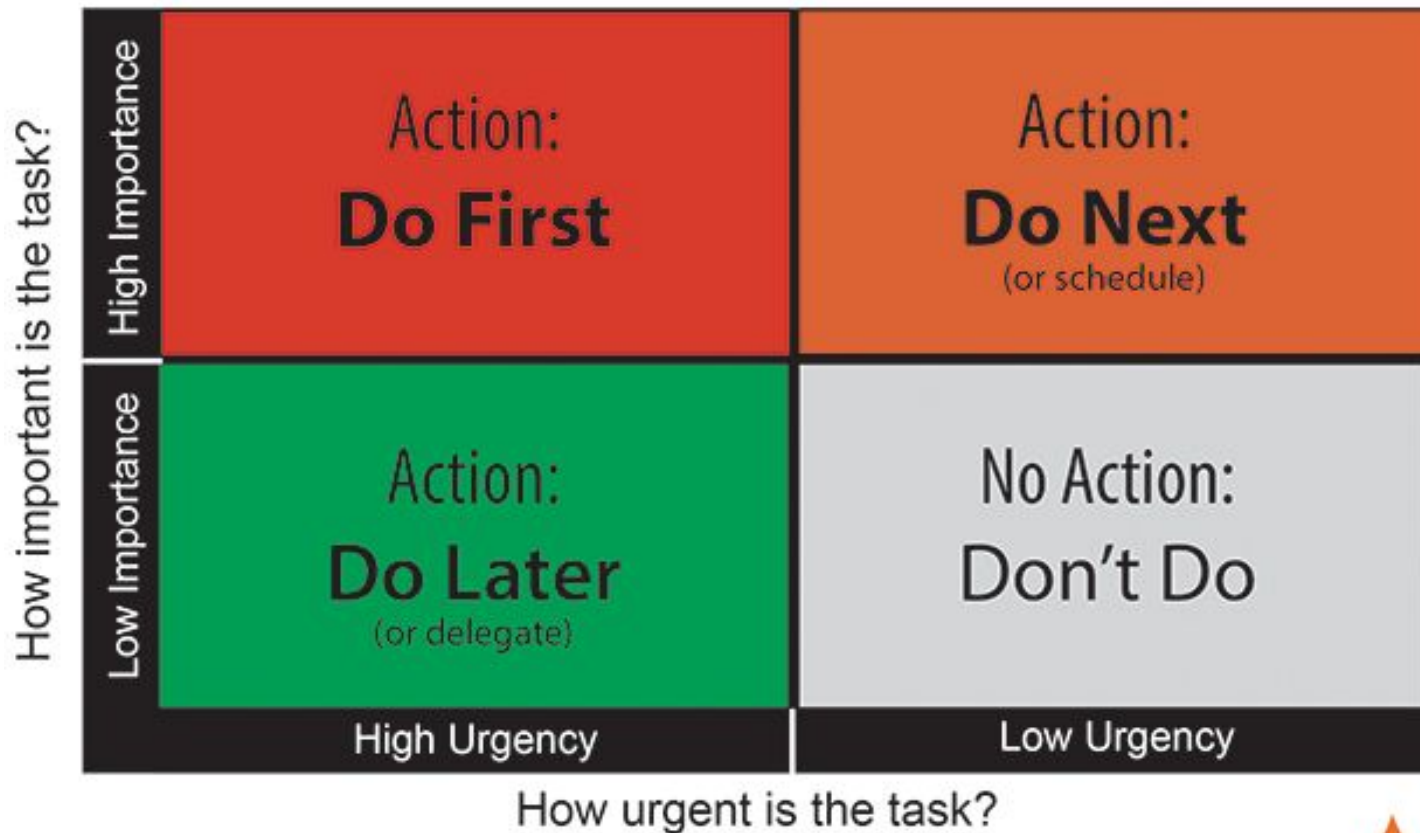 How important is the task?
High Importance
Action:
Do First
Action:
Do Next
(or schedule)
Low Importance
Action:
Do Later
(or delegate)
No Action:
Don't Do
High Urgency
Low Urgency
How urgent is the task?